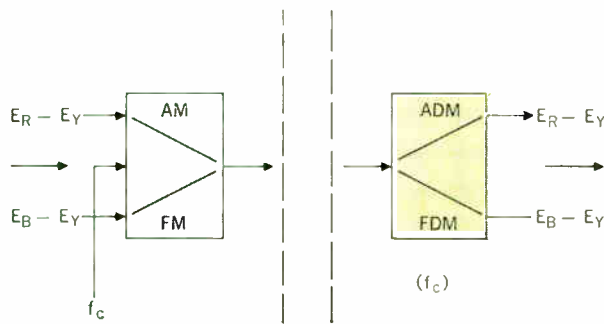 AM
ADM
E_R − E_Y
E_R − E_Y
E_B − E_Y
E_B − E_Y
FM
FDM
(f_c)
f_c